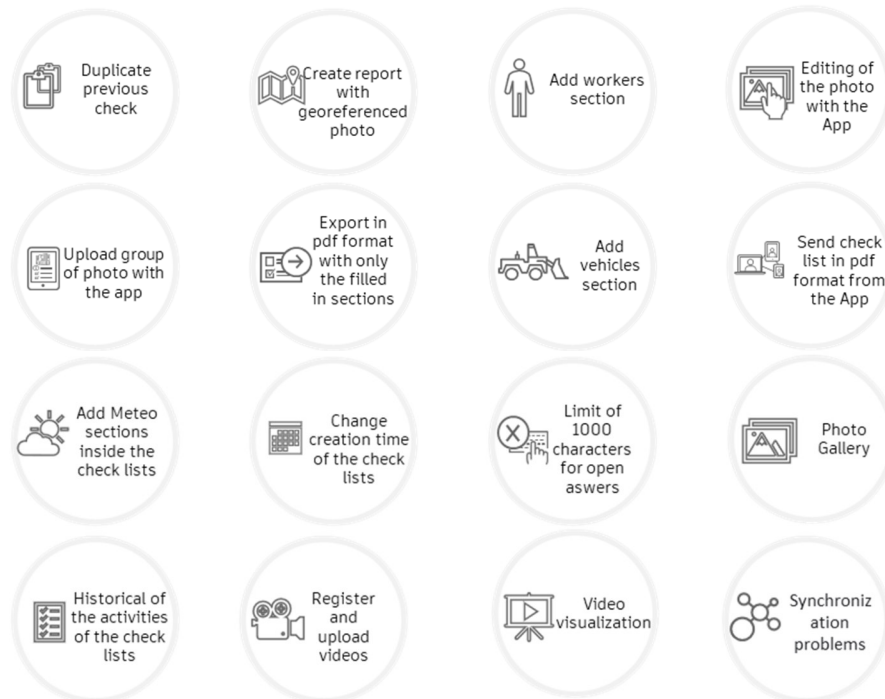 Duplicate
previous
check
Create report
with
georeferenced
photo
Add workers
section
Editing of
the photo
with the
App
Upload group
of photo with
the app
Export in
pdf format
with only
the filled
in sections
Add
vehicles
section
Send check
list in pdf
format from
the App
Add Meteo
sections
inside the
check lists
Change
creation time
of the check
lists
Limit of
1000
characters
for open
aswers
Photo
Gallery
Historical of
the activities
of the check
lists
Register
and
upload
videos
Video
visualization
Synchroniz
ation
problems